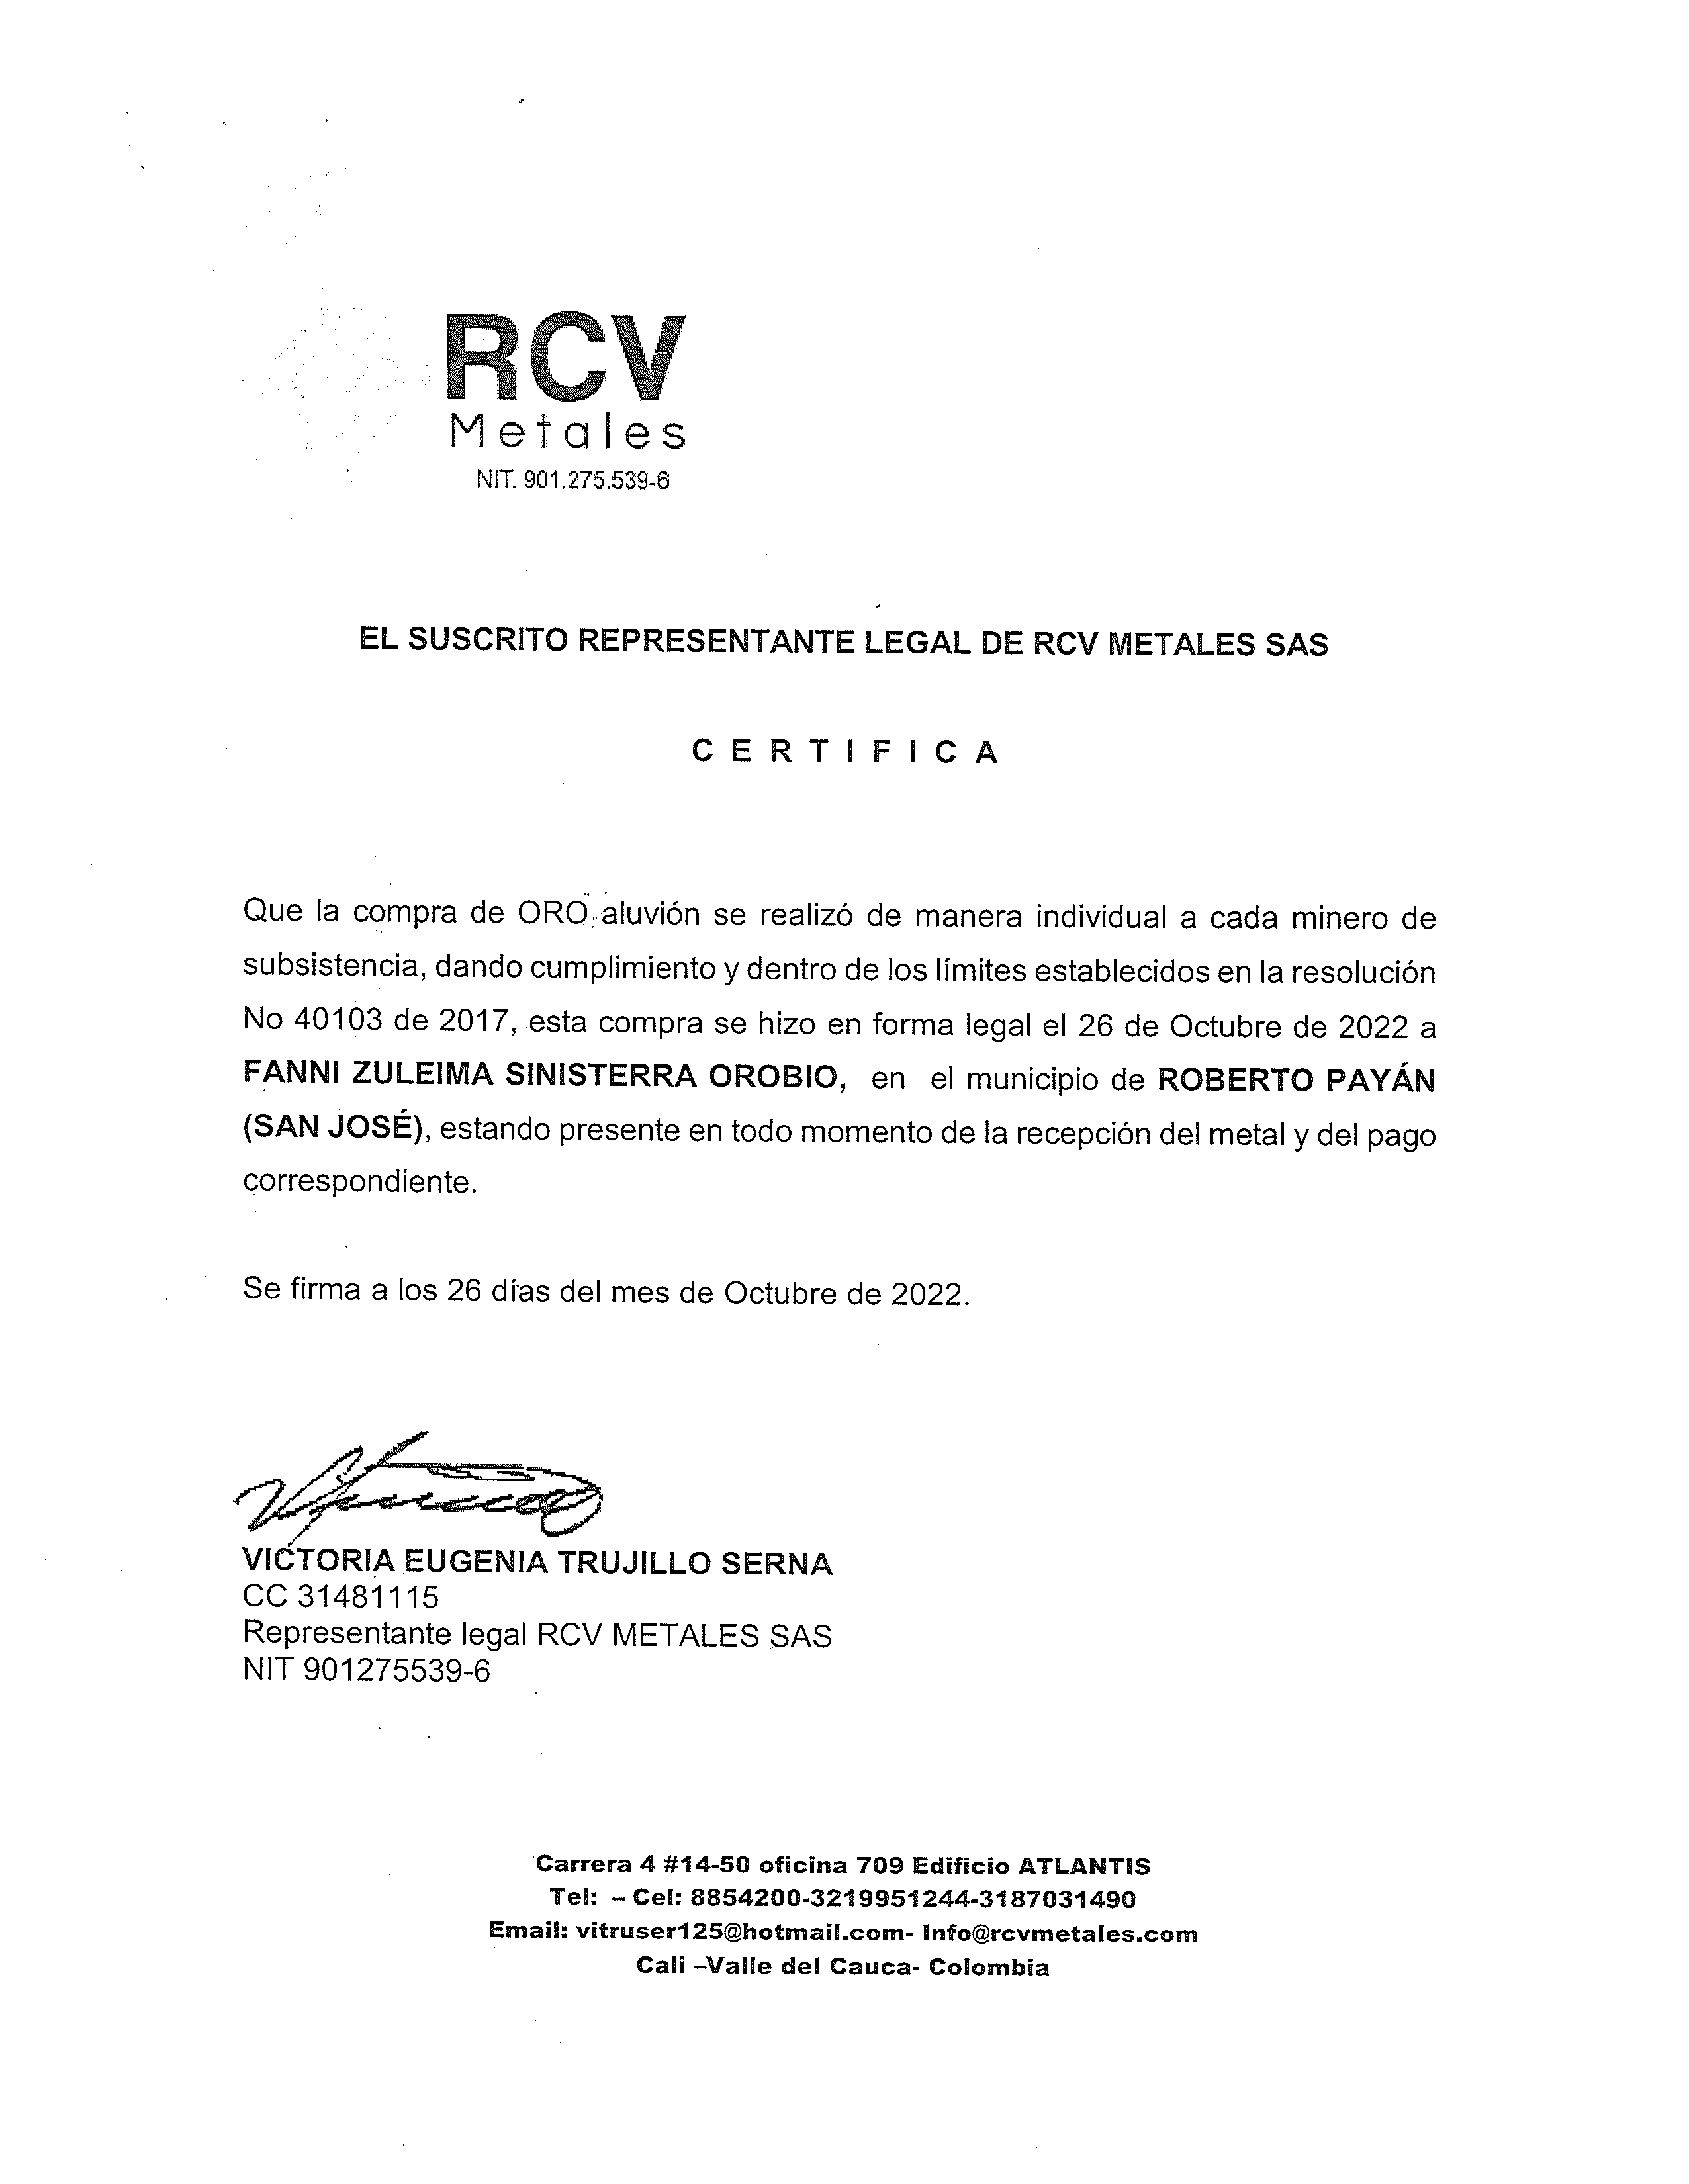 RCV
Metales
NIT. 901.275.539-6
EL SUSCRITO REPRESENTANTE LEGAL DE RCV METALES SAS
C E R T I F I C A
Que la compra de ORO aluvión se realizó de manera individual a cada minero de
subsistencia, dando cumplimiento y dentro de los límites establecidos en la resolución
No 40103 de 2017, esta compra se hizo en forma legal el 26 de Octubre de 2022 a
FANNI ZULEIMA SINISTERRA OROBIO, en el municipio de ROBERTO PAYÁN
(SAN JOSÉ), estando presente en todo momento de la recepción del metal y del pago
correspondiente.
Se firma a los 26 días del mes de Octubre de 2022.
VICTORIA EUGENIA TRUJILLO SERNA
CC 31481115
Representante legal RCV METALES SAS
NIT 901275539-6
Carrera 4 #14-50 oficina 709 Edificio ATLANTIS
Tel: – Cel: 8854200-3219951244-3187031490
Email: vitruser125@hotmail.com- Info@rcvmetales.com
Cali –Valle del Cauca- Colombia